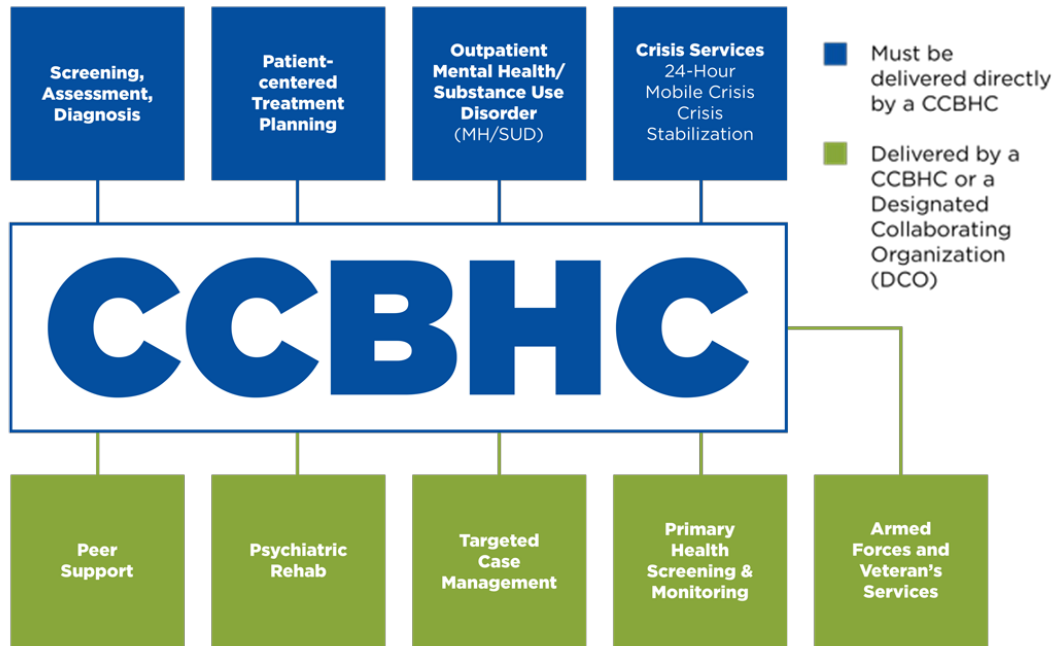 Screening,
Assessment,
Diagnosis
Patient-
centered
Treatment
Planning
Outpatient
Mental Health/
Substance Use
Disorder
(MH/SUD)
Crisis Services
24-Hour
Mobile Crisis
Crisis
Stabilization
Must be
delivered directly
by a CCBHC
Delivered by a
CCBHC or a
Designated
Collaborating
Organization
(DCO)
CCBHC
Peer
Support
Psychiatric
Rehab
Targeted
Case
Management
Primary
Health
Screening &
Monitoring
Armed
Forces and
Veteran's
Services